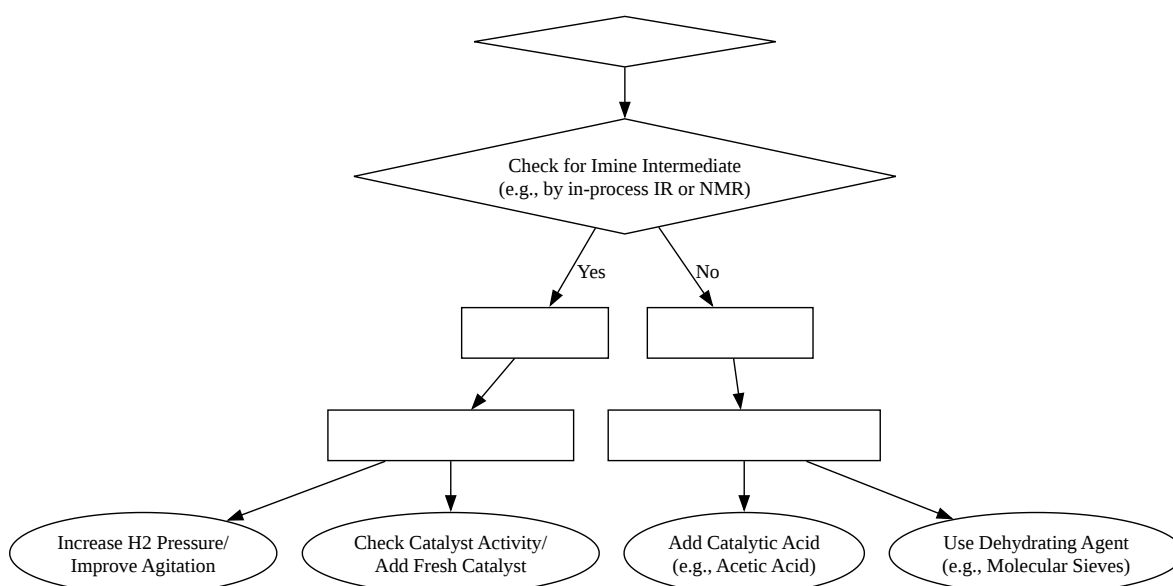 Check for Imine Intermediate
(e.g., by in-process IR or NMR)
Yes
No
Increase H2 Pressure/
Improve Agitation
Check Catalyst Activity/
Add Fresh Catalyst
Add Catalytic Acid
(e.g., Acetic Acid)
Use Dehydrating Agent
(e.g., Molecular Sieves)